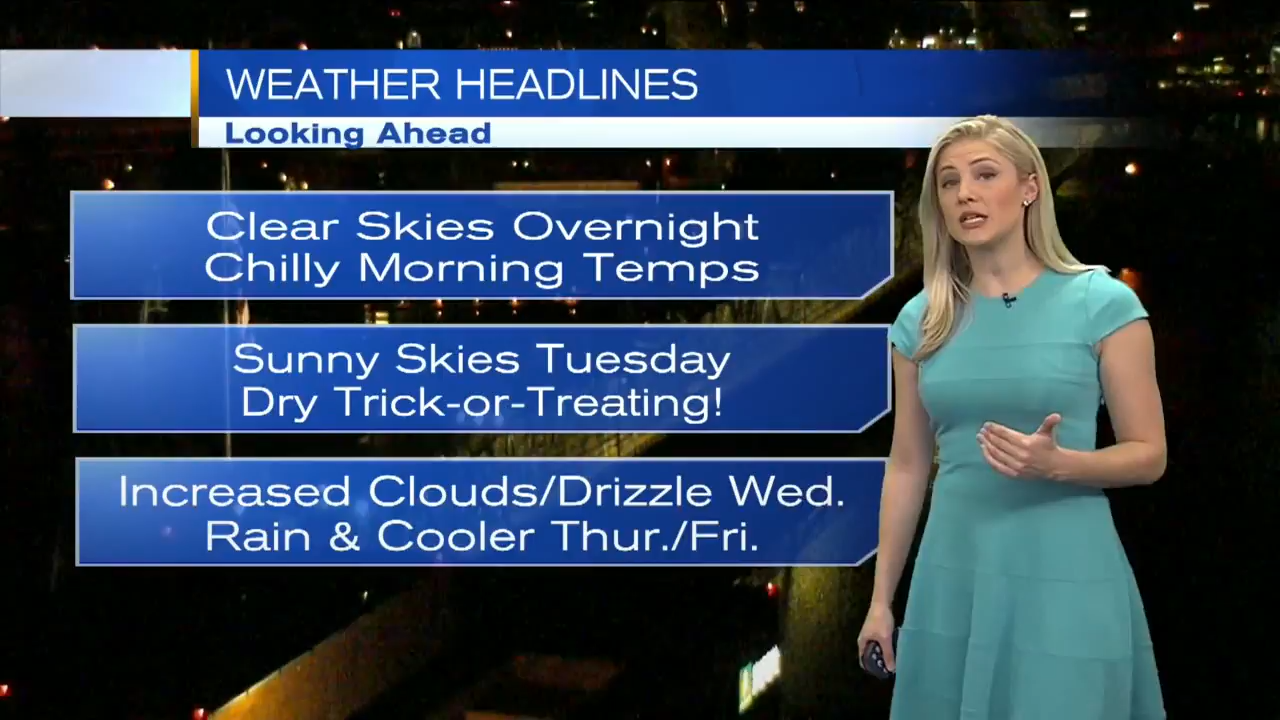 WEATHER HEADLINES
Looking Ahead
Clear Skies Overnight
Chilly Morning Temps
Sunny Skies Tuesday
Dry Trick-or-Treating!
Increased Clouds/Drizzle Wed.
Rain & Cooler Thur./Fri.